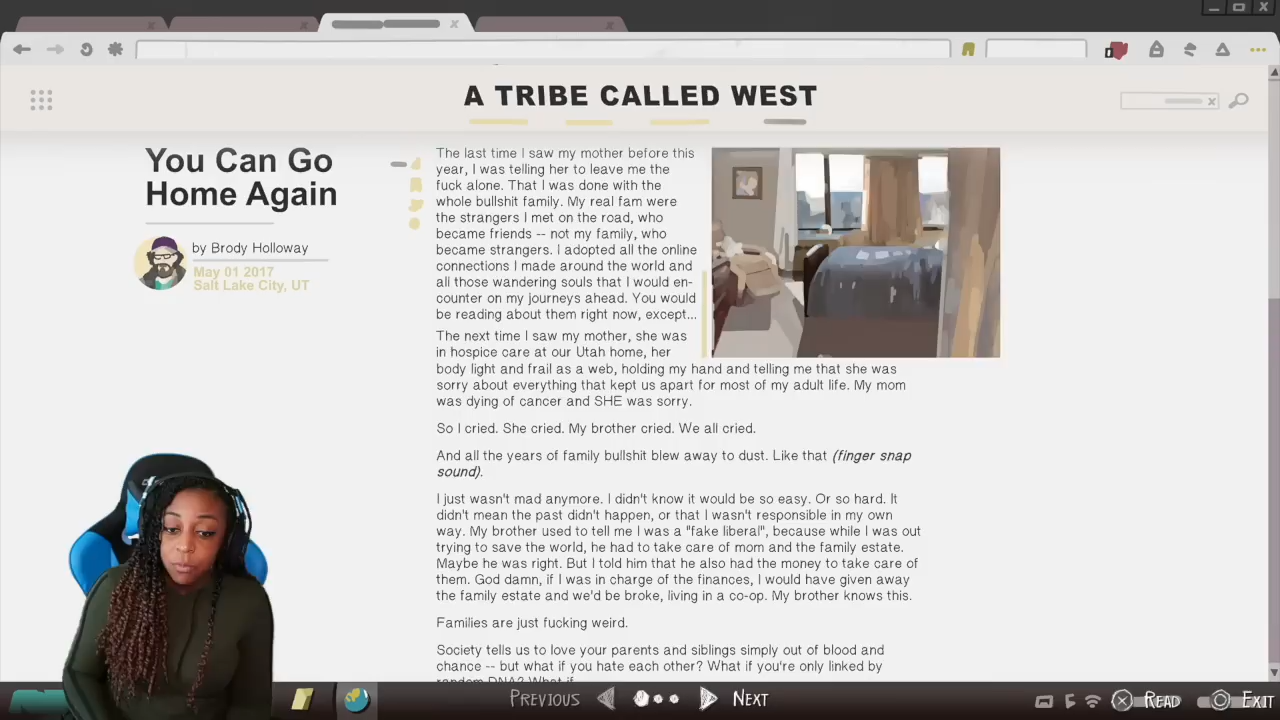 A TRIBE CALLED WEST
You Can Go
Home Again
by Brody Holloway
May 01 2017
Salt Lake City, UT
The last time I saw my mother before this
year, I was telling her to leave me the
fuck alone. That I was done with the
whole bullshit family. My real fam were
the strangers I met on the road, who
became friends -- not my family, who
became strangers. I adopted all the online
connections I made around the world and
all those wandering souls that I would en-
counter on my journeys ahead. You would
be reading about them right now, except...
The next time I saw my mother, she was
in hospice care at our Utah home, her
body light and frail as a web, holding my hand and telling me that she was
sorry about everything that kept us apart for most of my adult life. My mom
was dying of cancer and SHE was sorry.
So I cried. She cried. My brother cried. We all cried.
And all the years of family bullshit blew away to dust. Like that (finger snap
sound).
I just wasn't mad anymore. I didn't know it would be so easy. Or so hard. It
didn't mean the past didn't happen, or that I wasn't responsible in my own
way. My brother used to tell me I was a "fake liberal", because while I was out
trying to save the world, he had to take care of mom and the family estate.
Maybe he was right. But I told him that he also had the money to take care of
them. God damn, if I was in charge of the finances, I would have given away
the family estate and we'd be broke, living in a co-op. My brother knows this.
Families are just fucking weird.
Society tells us to love your parents and siblings simply out of blood and
chance -- but what if you hate each other? What if you're only linked by
random DNA? What if
PREVIOUS
NEXT
READ
EXIT